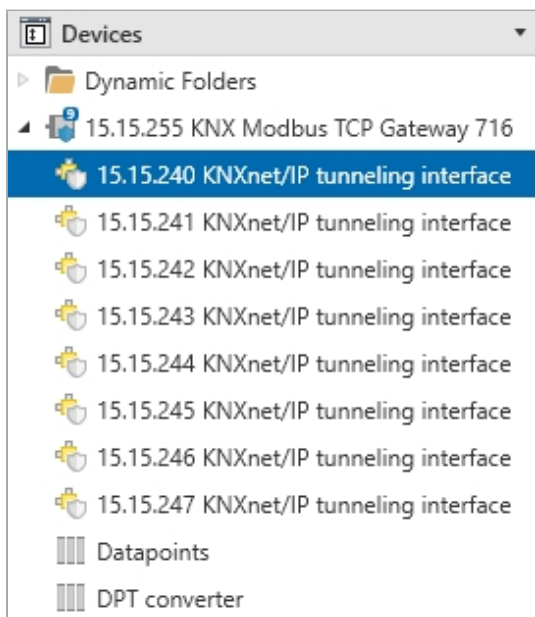 Devices
Dynamic Folders
9
15.15.255 KNX Modbus TCP Gateway 716
15.15.240 KNXnet/IP tunneling interface
15.15.241 KNXnet/IP tunneling interface
15.15.242 KNXnet/IP tunneling interface
15.15.243 KNXnet/IP tunneling interface
15.15.244 KNXnet/IP tunneling interface
15.15.245 KNXnet/IP tunneling interface
15.15.246 KNXnet/IP tunneling interface
15.15.247 KNXnet/IP tunneling interface
Datapoints
DPT converter